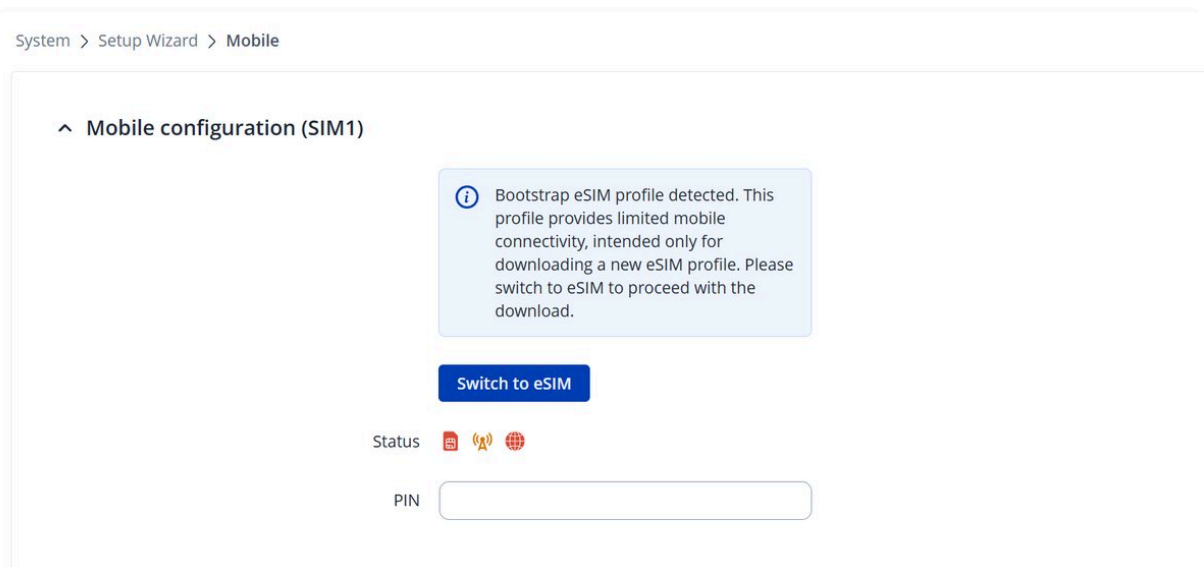 System > Setup Wizard > Mobile
Mobile configuration (SIM1)
Bootstrap eSIM profile detected. This
profile provides limited mobile
connectivity, intended only for
downloading a new eSIM profile. Please
switch to eSIM to proceed with the
download.
Switch to eSIM
Status
PIN